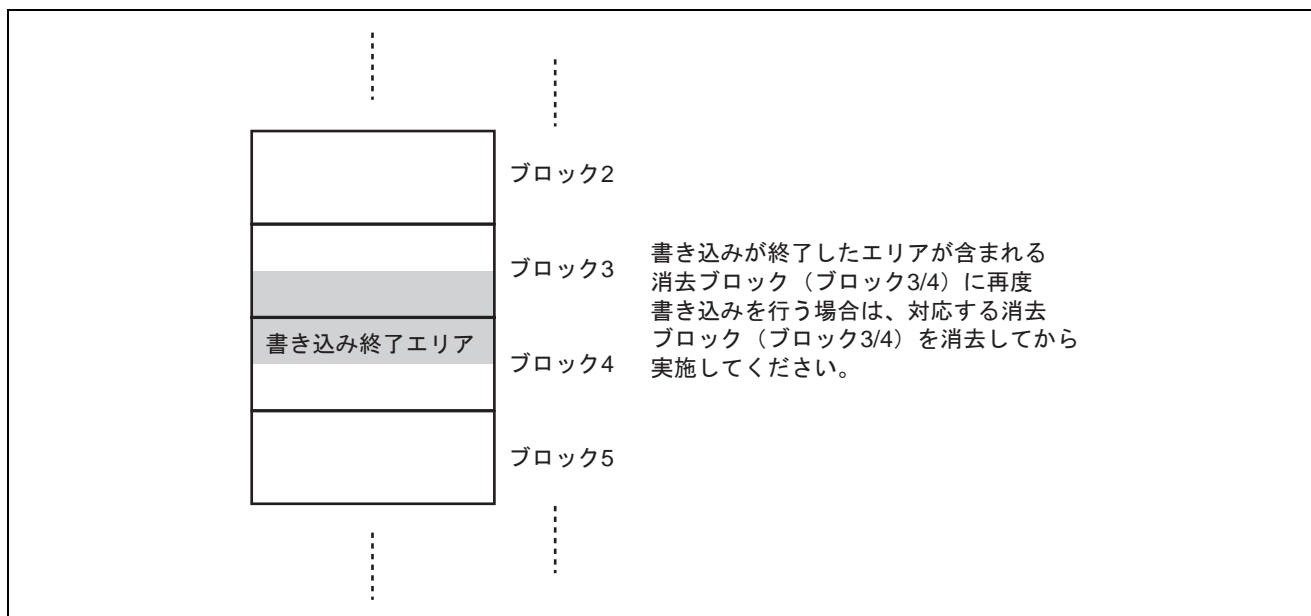 ブロック2
ブロック3
書き込み終了エリア
ブロック4
ブロック5
書き込みが終了したエリアが含まれる
消去ブロック（ブロック3/4）に再度
書き込みを行う場合は、対応する消去
ブロック（ブロック3/4）を消去してから
実施してください。